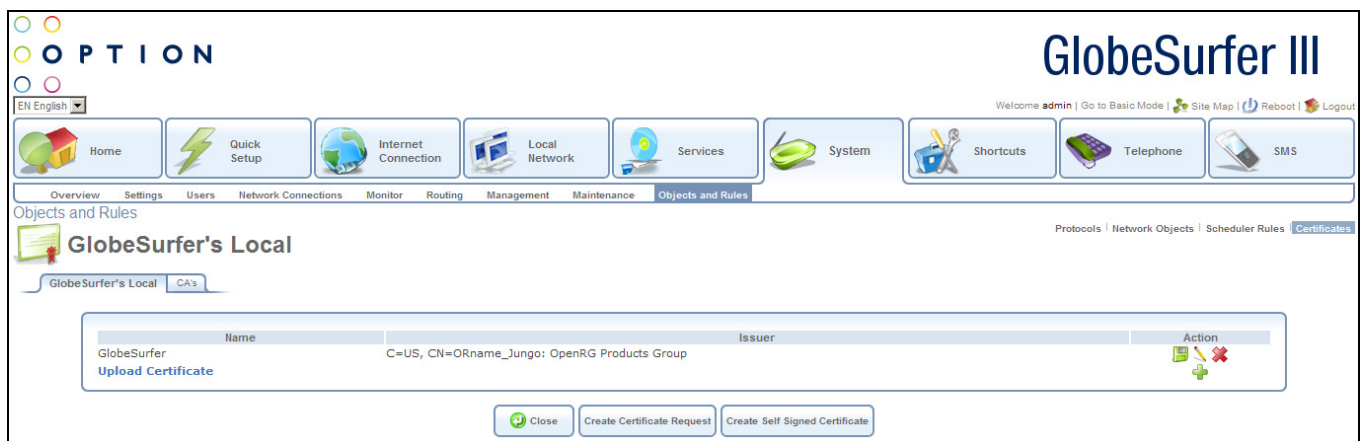 OPTION
GlobeSurfer III
EN English
Welcome admin | Go to Basic Mode | Site Map | Reboot | Logout
Home
Quick Setup
Internet Connection
Local Network
Services
System
Shortcuts
Telephone
SMS
Overview Settings Users Network Connections Monitor Routing Management Maintenance Objects and Rules
Objects and Rules
Protocols | Network Objects | Scheduler Rules | Certificates
GlobeSurfer's Local
GlobeSurfer's Local CA's
Name Issuer Action
GlobeSurfer C=US, CN=ORname_Jungo: OpenRG Products Group
Upload Certificate
Close Create Certificate Request Create Self Signed Certificate